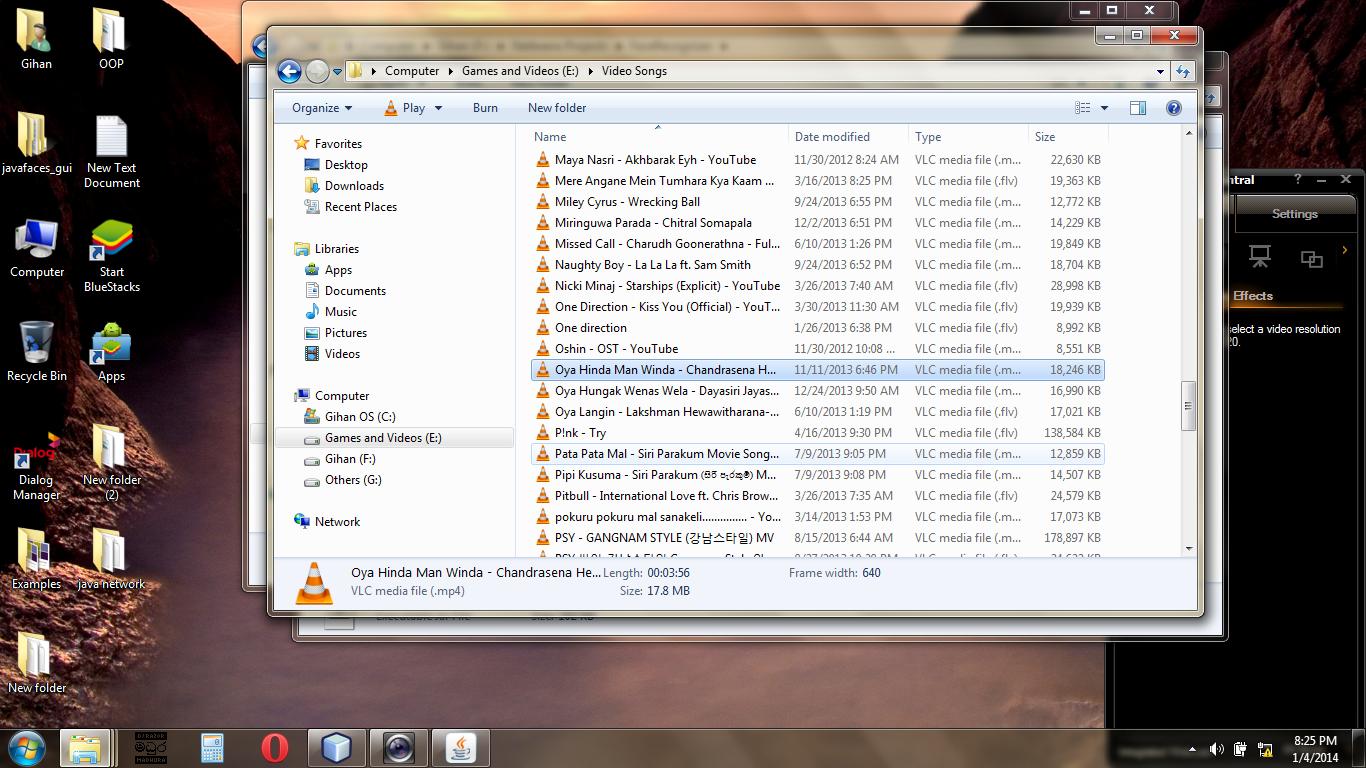 Gihan
OOP
javafaces_gui
New Text
Document
Computer
Start
BlueStacks
Recycle Bin
Apps
Dialog
Dialog
Manager
New folder
(2)
Examples
java network
New folder
Computer
Games and Videos (E:)
Video Songs
Organize
Play
Burn
New folder
Favorites
Desktop
Downloads
Recent Places
Libraries
Apps
Documents
Music
Pictures
Videos
Computer
Gihan OS (C:)
Games and Videos (E:)
Gihan (F:)
Others (G:)
Network
Name Date modified Type Size
Maya Nasri - Akhbarak Eyh - YouTube 11/30/2012 8:24 AM VLC media file (.m... 22,630 KB
Mere Angane Mein Tumhara Kya Kaam ... 3/16/2013 8:25 PM VLC media file (.flv) 19,363 KB
Miley Cyrus - Wrecking Ball 9/24/2013 6:55 PM VLC media file (.m... 12,772 KB
Miringuwa Parada - Chitral Somapala 12/2/2013 6:51 PM VLC media file (.m... 14,229 KB
Missed Call - Charudh Goonerathna - Ful... 6/10/2013 1:26 PM VLC media file (.m... 19,849 KB
Naughty Boy - La La La ft. Sam Smith 9/24/2013 6:52 PM VLC media file (.m... 18,704 KB
Nicki Minaj - Starships (Explicit) - YouTube 3/26/2013 7:40 AM VLC media file (.m... 28,998 KB
One Direction - Kiss You (Official) - YouT... 3/30/2013 11:30 AM VLC media file (.flv) 19,939 KB
One direction 1/26/2013 6:38 PM VLC media file (.flv) 8,992 KB
Oshin - OST - YouTube 11/30/2012 10:08 ... VLC media file (.m... 8,551 KB
Oya Hinda Man Winda - Chandrasena H... 11/11/2013 6:46 PM VLC media file (.m... 18,246 KB
Oya Hungak Wenas Wela - Dayasiri Jayas... 12/24/2013 9:50 AM VLC media file (.m... 16,990 KB
Oya Langin - Lakshman Hewawitharana-... 6/10/2013 1:19 PM VLC media file (.m... 17,021 KB
P!nk - Try 4/16/2013 9:30 PM VLC media file (.flv) 138,584 KB
Pata Pata Mal - Siri Parakum Movie Song... 7/9/2013 9:05 PM VLC media file (.m... 12,859 KB
Pipi Kusuma - Siri Parakum (සිරි පැරකුම්) M... 7/9/2013 9:08 PM VLC media file (.m... 14,507 KB
Pitbull - International Love ft. Chris Brow... 3/26/2013 7:35 AM VLC media file (.flv) 24,579 KB
pokuru pokuru mal sanakeli............... - Yo... 3/14/2013 1:53 PM VLC media file (.m... 17,073 KB
PSY - GANGNAM STYLE (강남스타일) MV 8/15/2013 6:44 AM VLC media file (.m... 178,897 KB
Oya Hinda Man Winda - Chandrasena He... Length: 00:03:56 Frame width: 640
VLC media file (.mp4) Size: 17.8 MB
ntral
Settings
Effects
select a video resolution
20.
මධුර
MADHURA
8:25 PM
1/4/2014